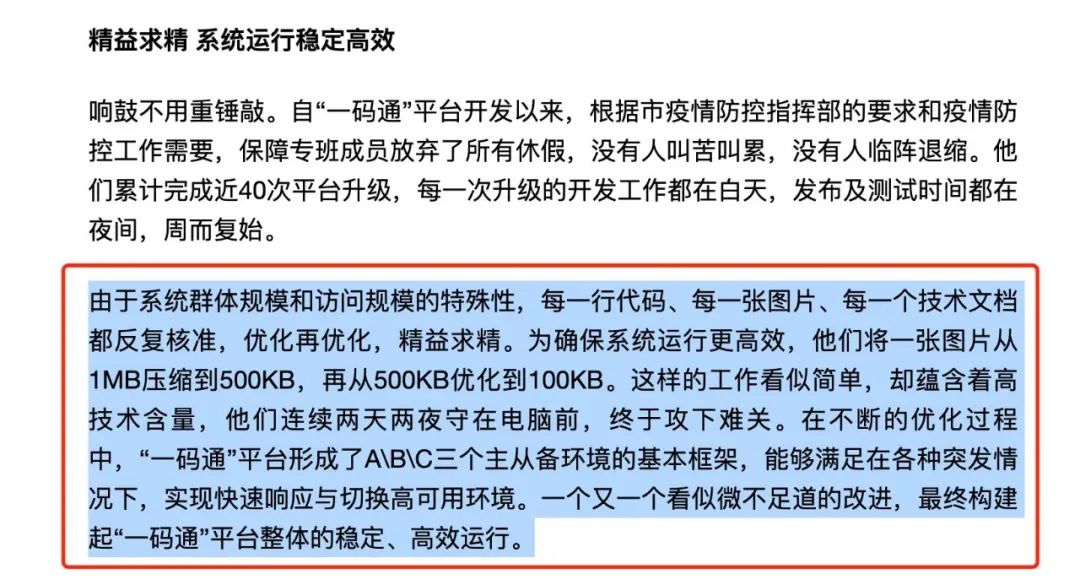 精益求精 系统运行稳定高效
响鼓不用重锤敲。自“一码通”平台开发以来，根据市疫情防控指挥部的要求和疫情防
控工作需要，保障专班成员放弃了所有休假，没有人叫苦叫累，没有人临阵退缩。他
们累计完成近40次平台升级，每一次升级的开发工作都在白天，发布及测试时间都在
夜间，周而复始。
由于系统群体规模和访问规模的特殊性，每一行代码、每一张图片、每一个技术文档
都反复核准，优化再优化，精益求精。为确保系统运行更高效，他们将一张图片从
1MB压缩到500KB，再从500KB优化到100KB。这样的工作看似简单，却蕴含着高
技术含量，他们连续两天两夜守在电脑前，终于攻下难关。在不断的优化过程
中，“一码通”平台形成了A\B\C三个主从备环境的基本框架，能够满足在各种突发情
况下，实现快速响应与切换高可用环境。一个又一个看似微不足道的改进，最终构建
起“一码通”平台整体的稳定、高效运行。